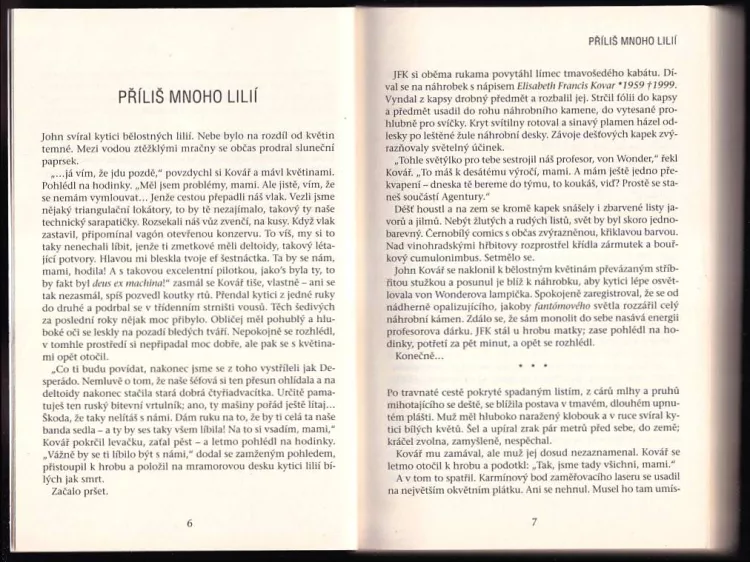 PŘÍLIŠ MNOHO LILIÍ
John svíral kytici bělostných lilií. Nebe bylo na rozdíl od květin
temné. Mezi vodou ztěžklými mračny se občas prodral sluneční
paprsek.
„…já vím, že jdu pozdě,“ povzdychl si Kovář a mávl květinami.
Pohlédl na hodinky. „Měl jsem problémy, mami. Ale jistě, vím, že
se nemám vymlouvat… Jenže cestou přepadli náš vlak. Vezli jsme
nějaký triangulační lokátory, to by tě nezajímalo, takový ty naše
technický sarapatičky. Rozsekali nás vůz zvenčí, na kusy. Když vlak
zastavil, připomínal vagón otevřenou konzervu. To víš, my si to
taky nenechali líbit, jenže ti zmetkové měli deltoidy, takový léta-
jící potvory. Hlavou mi bleskla tvoje ef šestnáctka. Ta by se nám,
mami, hodila! A s takovou excelentní pilotkou, jako's byla ty, to
by fakt byl deus ex machina!“ zasmál se Kovář tiše, vlastně – ani se
tak nezasmál, spíš pozvedl koutky rtů. Přendal kytici z jedné ruky
do druhé a podrbal se v třídenním strništi vousů. Těch šedivých
za poslední roky nějak moc přibylo. Obličej měl pohublý a hlu-
boké oči se leskly na pozadí bledých tváří. Nepokojně se rozhlédl,
v tomhle prostředí si nepřipadal moc dobře, ale pak se s květina-
mi opět otočil.
„Co ti budu povídat, nakonec jsme se z toho vystříleli jak De-
sperádo. Nemluvě o tom, že naše šéfová si ten přesun ohlídala a na
deltoidy nakonec stačila stará dobrá čtyřiadvacítka. Určitě pama-
tuješ ten ruský bitevní vrtulník; ano, ty mašiny pořád ještě lítaj…
Škoda, že taky nelítáš s námi. Dám ruku na to, že by ti celá ta naše
banda sedla – a ty by ses taky všem líbila! Na to si vsadím, mami,“
Kovář pokrčil levačku, zaťal pěst – a letmo pohlédl na hodinky.
„Vážně by se ti líbilo být s námi,“ dodal se zamženým pohledem,
přistoupil k hrobu a položil na mramorovou desku kytici lilií bí-
lých jak smrt.
Začalo pršet.
6
PŘÍLIŠ MNOHO LILIÍ
JFK si oběma rukama povytáhl límec tmavošedého kabátu. Dí-
val se na náhrobek s nápisem Elisabeth Francis Kovar *1959 †1999.
Vyndal z kapsy drobný předmět a rozbalil jej. Strčil fólii do kapsy
a předmět usadil do rohu náhrobního kamene, do vytesané pro-
hlubně pro svíčky. Kryt svítilny rotoval a sinavý plamen házel od-
lesky po leštěné žule náhrobní desky. Závoje dešťových kapek zvý-
razňovaly světelný účinek.
„Tohle světýlko pro tebe sestrojil náš profesor, von Wonder,“ řekl
Kovář. „To máš k desátému výročí, mami. A mám ještě jedno pře-
kvapení – dneska tě bereme do týmu, to koukáš, viď? Prostě se sta-
neš součástí Agentury.“
Déšť houstl a na zem se kromě kapek snášely i zbarvené listy ja-
vorů a jilmů. Nebýt žlutých a rudých listů, svět by byl skoro jedno-
barevný. Černobílý comics s občas zvýrazněnou, křiklavou barvou.
Nad vinohradskými hřbitovy rozprostřel křídla zármutek a bouř-
kový cumulonimbus. Setmělo se.
John Kovář se naklonil k bělostným květinám převázaným stříb-
řitou stužkou a posunul je blíž k náhrobku, aby kytici lépe osvět-
lovala von Wonderova lampička. Spokojeně zaregistroval, že se od
nádherně opalizujícího, jakoby fantómového světla rozzářil celý
náhrobní kámen. Zdálo se, že sám monolit do sebe nasává energii
profesorova dárku. JFK stál u hrobu matky; zase pohlédl na ho-
dinky, potřetí za pět minut, a opět se rozhlédl.
Konečně…
* * *
Po travnaté cestě pokryté spadaným listím, z cárů mlhy a pruhů
mihotajícího se deště, se blížila postava v tmavém, dlouhém upnu-
tém plášti. Muž měl hluboko naražený klobouk a v ruce svíral ky-
tici bílých květů. Šel a upíral zrak pár metrů před sebe, do země;
kráčel zvolna, zamyšleně, nespěchal.
Kovář mu zamával, ale muž jej dosud nezaznamenal. Kovář se
letmo otočil k hrobu a podotkl: „Tak, jsme tady všichni, mami.“
A v tom to spatřil. Karmínový bod zaměřovacího laseru se usadil
na největším okvětním plátku. Ani se nehnul. Musel ho tam umís-
7